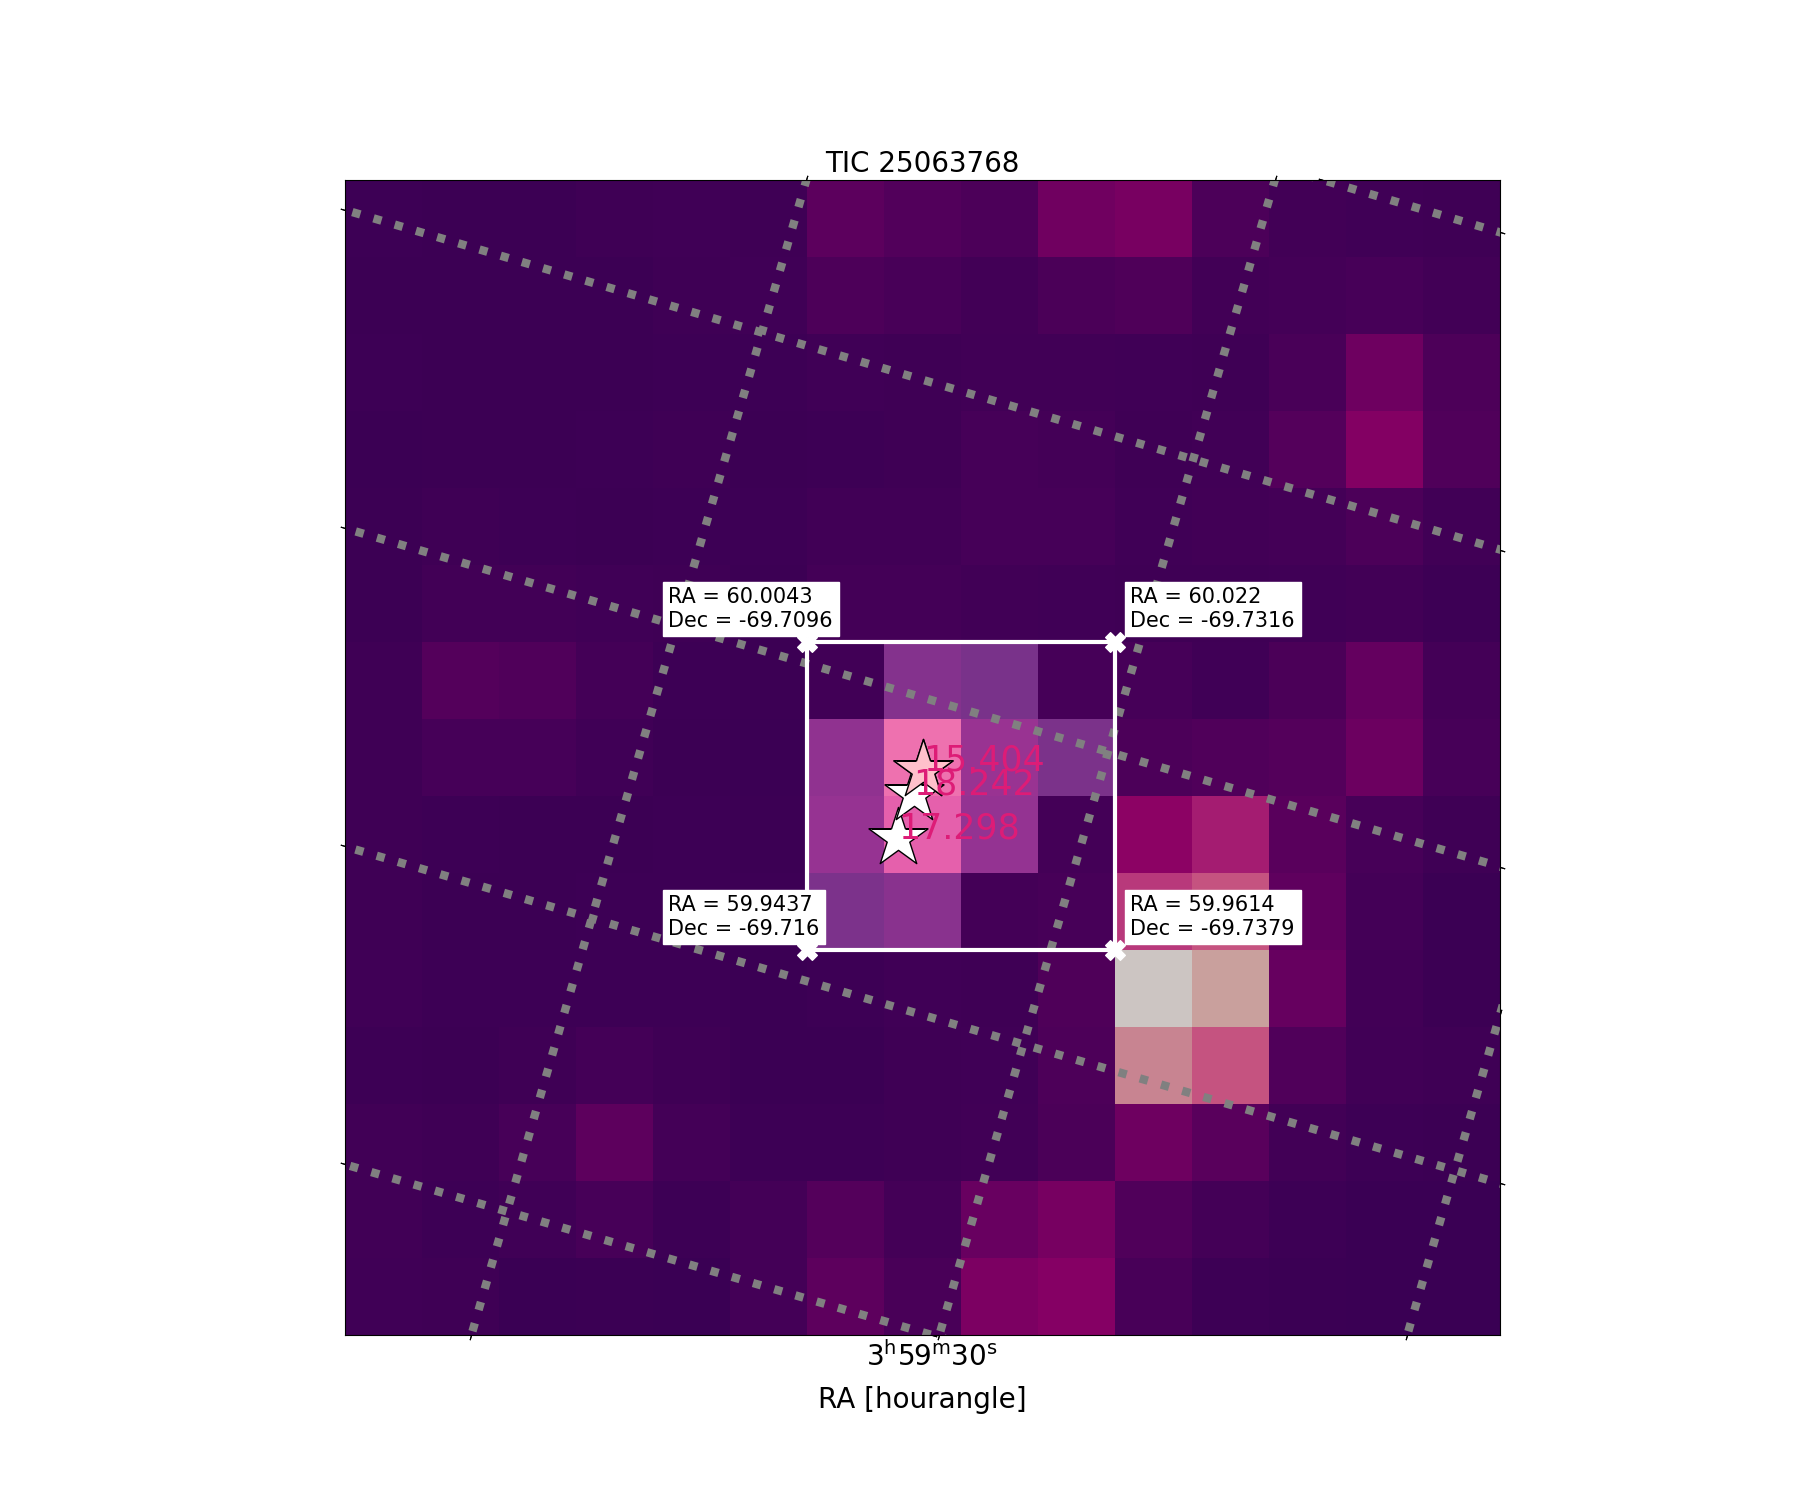 TIC 25063768
RA = 60.0043
Dec = -69.7096
RA = 60.022
Dec = -69.7316
15.404
18.242
17.298
RA = 59.9437
Dec = -69.716
RA = 59.9614
Dec = -69.7379
3h59m30s
RA [hourangle]